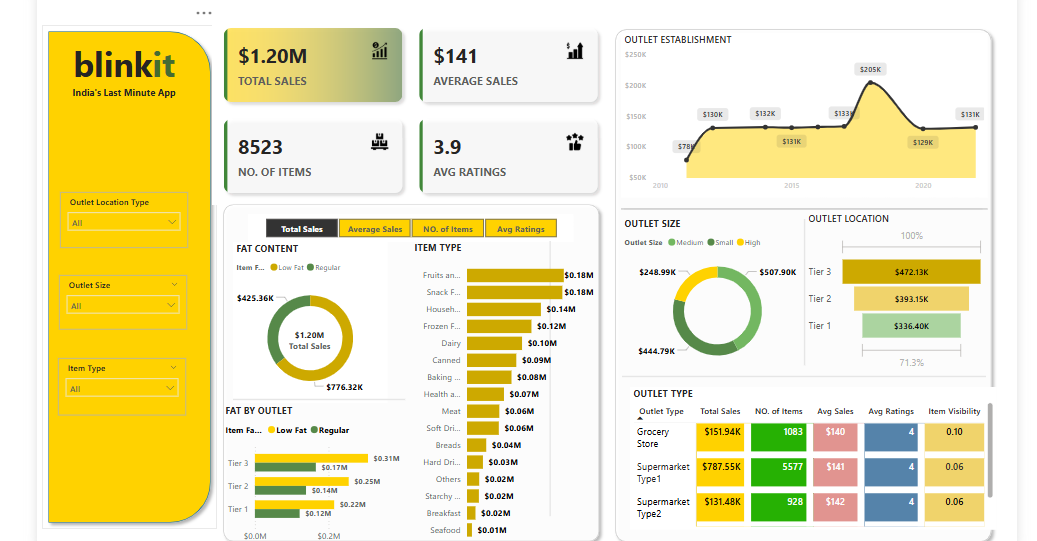 blinkit
India's Last Minute App
Outlet Location Type
All
Outlet Size
All
Item Type
All
$1.20M
TOTAL SALES
$141
AVERAGE SALES
8523
NO. OF ITEMS
3.9
AVG RATINGS
Total Sales
Average Sales
NO. of Items
Avg Ratings
FAT CONTENT
Item F... Low Fat Regular
$425.36K
$1.20M
Total Sales
$776.32K
FAT BY OUTLET
Item Fa... Low Fat Regular
Tier 3 $0.31M
$0.17M
Tier 2 $0.25M
$0.14M
Tier 1 $0.22M
$0.12M
$0.0M $0.2M
ITEM TYPE
Fruits an... $0.18M
Snack F... $0.18M
Househ... $0.14M
Frozen F... $0.12M
Dairy $0.10M
Canned $0.09M
Baking ... $0.08M
Health a... $0.07M
Meat $0.06M
Soft Dri... $0.06M
Breads $0.04M
Hard Dri... $0.03M
Others $0.02M
Starchy ... $0.02M
Breakfast $0.02M
Seafood $0.01M
OUTLET ESTABLISHMENT
$250K
$200K
$150K
$100K
$50K
$78K
$130K
$132K
$131K
$133K
$205K
$129K
$131K
2010 2015 2020
OUTLET SIZE
Outlet Size Medium Small High
$248.99K
$507.90K
$444.79K
OUTLET LOCATION
100%
Tier 3 $472.13K
Tier 2 $393.15K
Tier 1 $336.40K
71.3%
OUTLET TYPE
Outlet Type Total Sales NO. of Items Avg Sales Avg Ratings Item Visibility
Grocery Store $151.94K 1083 $140 4 0.10
Supermarket Type1 $787.55K 5577 $141 4 0.06
Supermarket Type2 $131.48K 928 $142 4 0.06